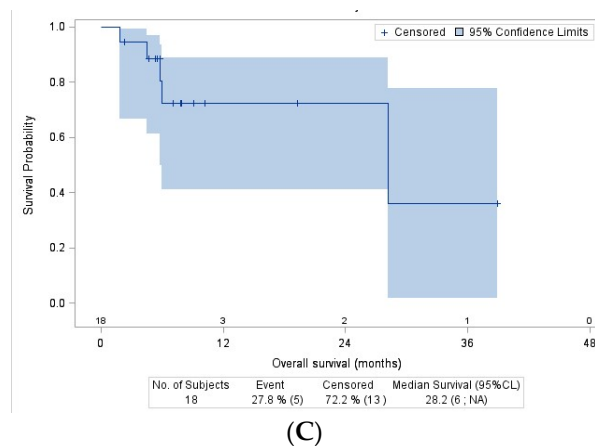 + Censored 95% Confidence Limits
1.0
0.8
0.6
0.4
0.2
0.0
Survival Probability
18 3 2 1 0
0 12 24 36 48
Overall survival (months)
No. of Subjects Event Censored Median Survival (95%CL)
18 27.8 % (5) 72.2 % (13 ) 28.2 (6 ; NA)
(C)